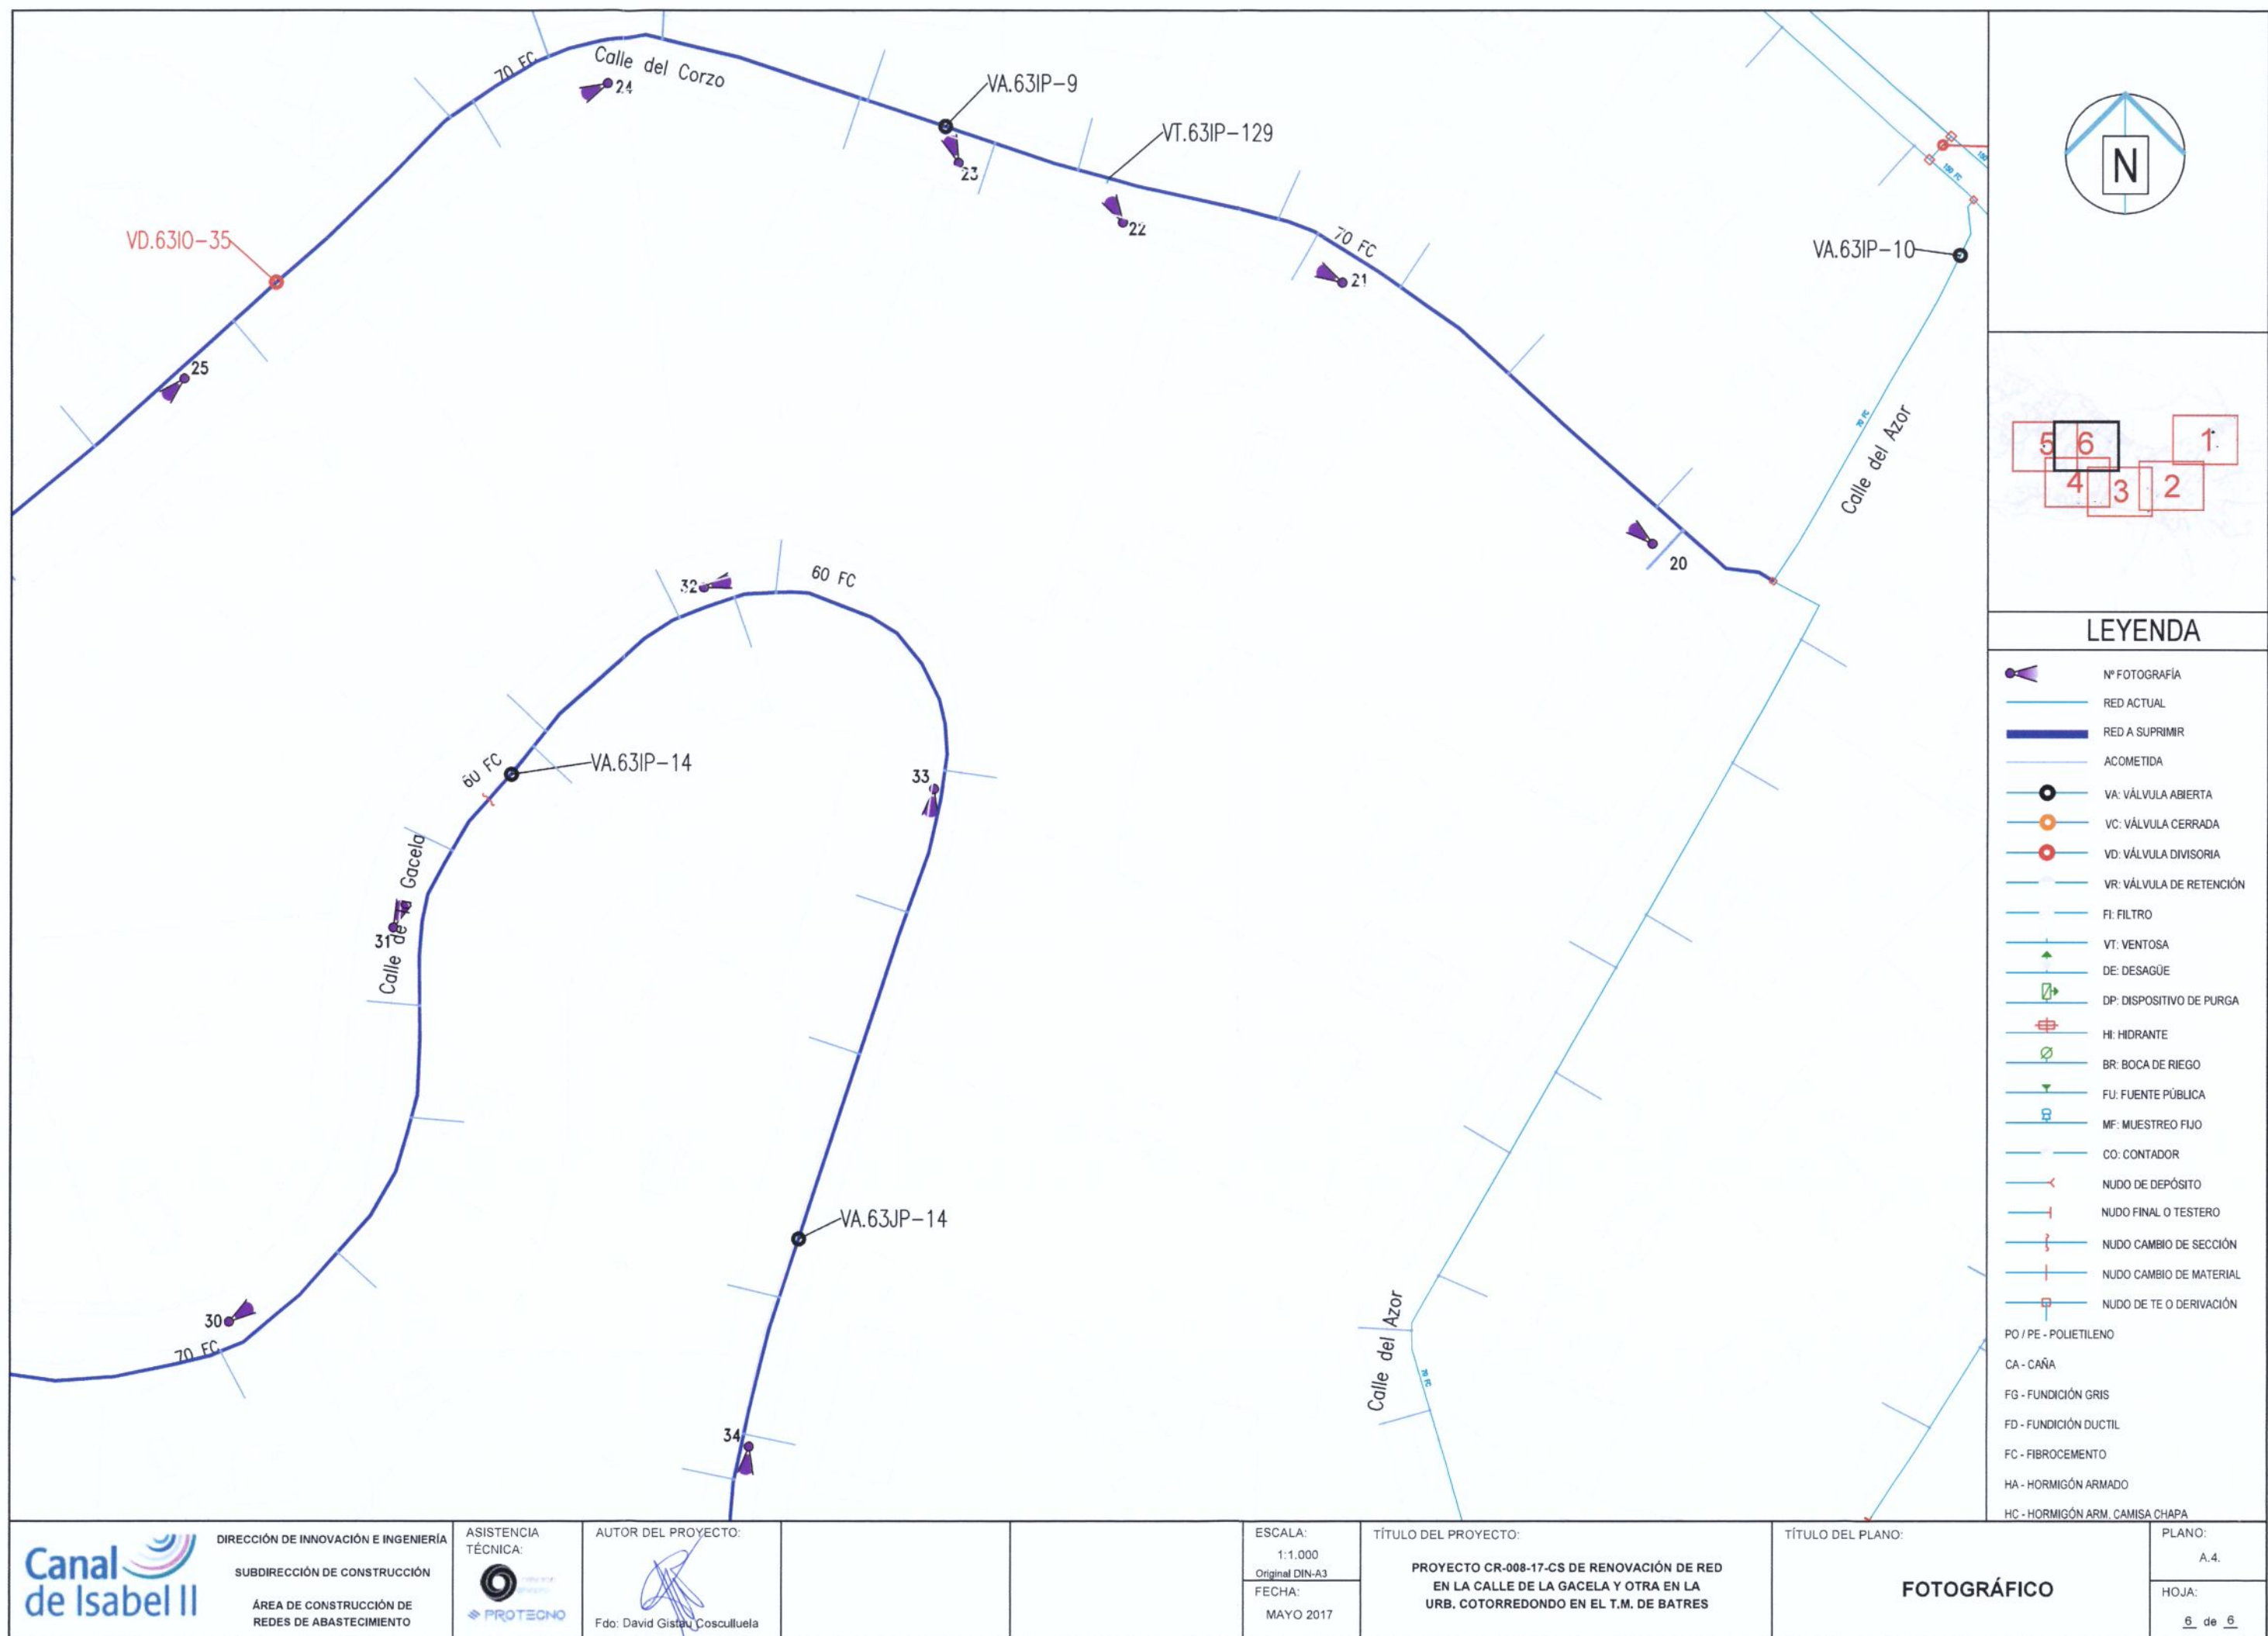 70 FC
Calle del Corzo
24
VA.63IP-9
VT.63IP-129
23
22
70 FC
21
VD.63IO-35
25
VA.63IP-10
150 FC
N
70 FC
Calle del Azor
20
5
6
1
4
3
2
32
60 FC
60 FC
VA.63IP-14
33
Calle de la Gacela
31
VA.63JP-14
30
70 FC
34
Calle del Azor
70 FC
LEYENDA
Nº FOTOGRAFÍA
RED ACTUAL
RED A SUPRIMIR
ACOMETIDA
VA: VÁLVULA ABIERTA
VC: VÁLVULA CERRADA
VD: VÁLVULA DIVISORIA
VR: VÁLVULA DE RETENCIÓN
FI: FILTRO
VT: VENTOSA
DE: DESAGÜE
DP: DISPOSITIVO DE PURGA
HI: HIDRANTE
BR: BOCA DE RIEGO
FU: FUENTE PÚBLICA
MF: MUESTREO FIJO
CO: CONTADOR
NUDO DE DEPÓSITO
NUDO FINAL O TESTERO
NUDO CAMBIO DE SECCIÓN
NUDO CAMBIO DE MATERIAL
NUDO DE TE O DERIVACIÓN
PO / PE - POLIETILENO
CA - CAÑA
FG - FUNDICIÓN GRIS
FD - FUNDICIÓN DUCTIL
FC - FIBROCEMENTO
HA - HORMIGÓN ARMADO
HC - HORMIGÓN ARM. CAMISA CHAPA
Canal
de Isabel II
DIRECCIÓN DE INNOVACIÓN E INGENIERÍA
SUBDIRECCIÓN DE CONSTRUCCIÓN
ÁREA DE CONSTRUCCIÓN DE
REDES DE ABASTECIMIENTO
ASISTENCIA
TÉCNICA:
PROTECNO
AUTOR DEL PROYECTO:
Fdo: David Gistau Cosculluela
ESCALA:
1:1.000
Original DIN-A3
FECHA:
MAYO 2017
TÍTULO DEL PROYECTO:
PROYECTO CR-008-17-CS DE RENOVACIÓN DE RED
EN LA CALLE DE LA GACELA Y OTRA EN LA
URB. COTORREDONDO EN EL T.M. DE BATRES
TÍTULO DEL PLANO:
FOTOGRÁFICO
PLANO:
A.4.
HOJA:
6 de 6